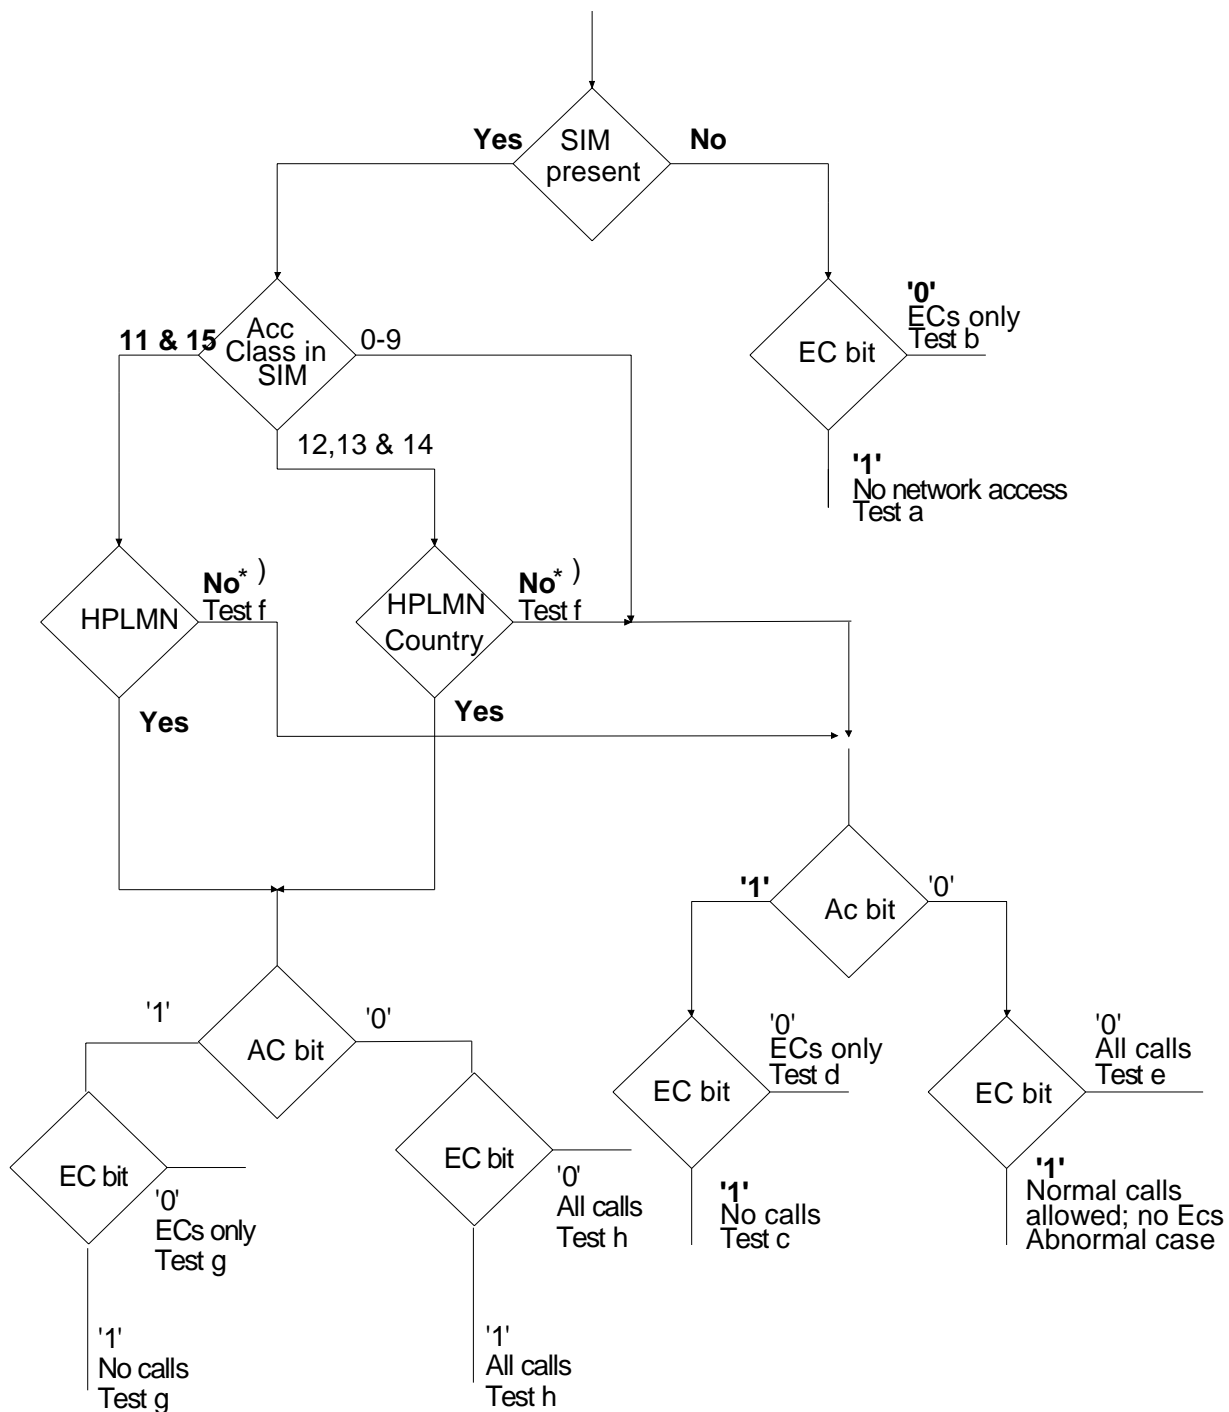 Yes
SIM
present
No
11 & 15
Acc
Class in
SIM
0-9
'0'
ECs only
Test b
EC bit
12,13 & 14
'1'
No network access
Test a
HPLMN
No* )
Test f
HPLMN
Country
No* )
Test f
Yes
Yes
'1'
Ac bit
'0'
'1'
AC bit
'0'
EC bit
'0'
ECs only
Test g
'1'
No calls
Test g
EC bit
'0'
All calls
Test h
'1'
All calls
Test h
EC bit
'0'
ECs only
Test d
'1'
No calls
Test c
EC bit
'0'
All calls
Test e
'1'
Normal calls
allowed; no Ecs
Abnormal case